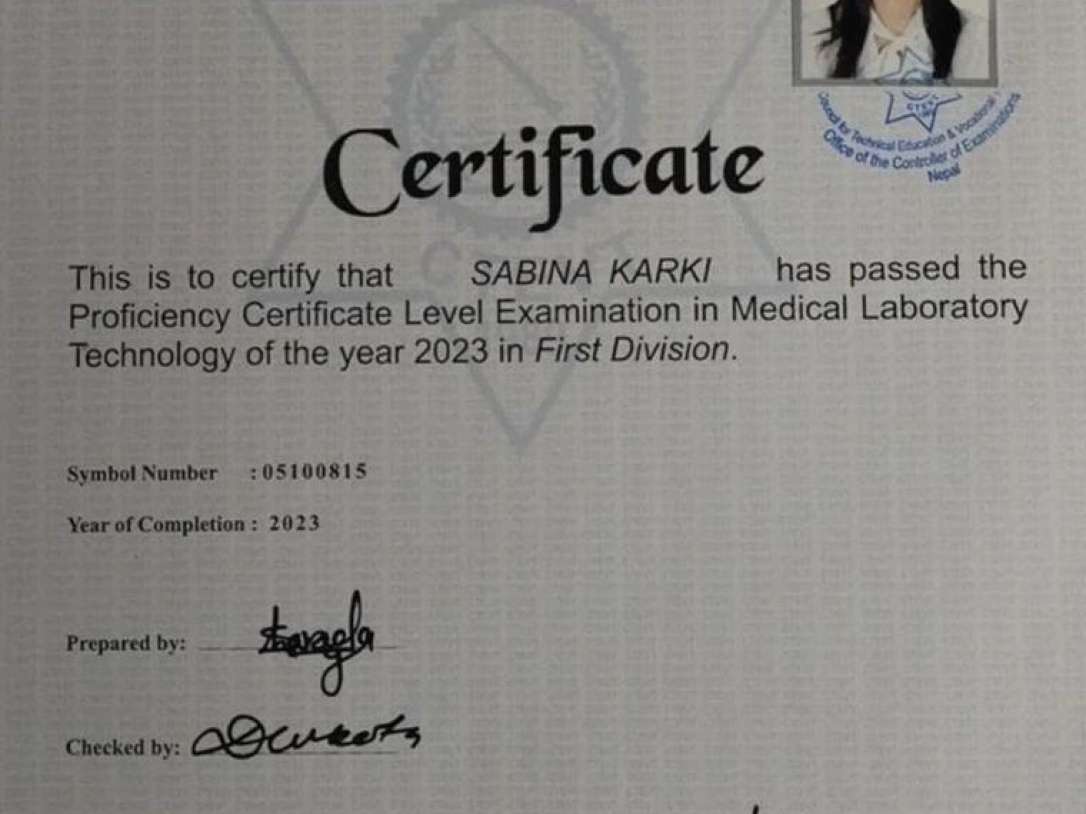 CTEVT
Council for Technical Education & Vocational
Office of the Controller of Examinations
Nepal
Certificate
CTEVT
This is to certify that SABINA KARKI has passed the
Proficiency Certificate Level Examination in Medical Laboratory
Technology of the year 2023 in First Division.
Symbol Number : 05100815
Year of Completion : 2023
Prepared by:
Checked by: